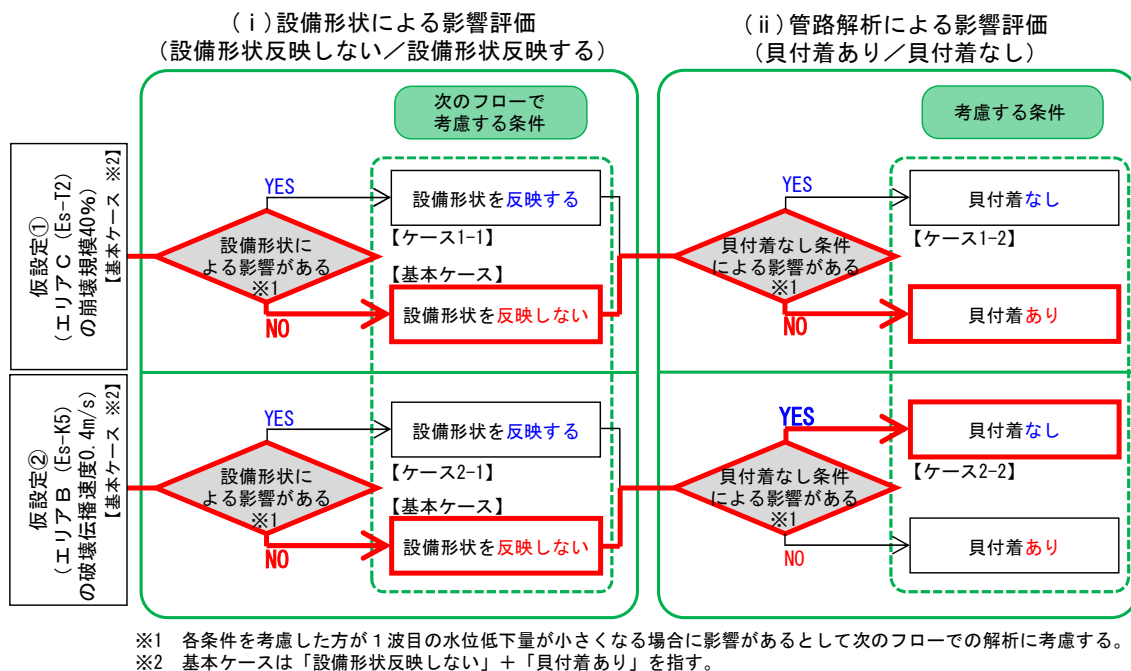 (ⅰ)設備形状による影響評価
(設備形状反映しない/設備形状反映する)
(ⅱ)管路解析による影響評価
(貝付着あり/貝付着なし)
次のフローで
考慮する条件
考慮する条件
仮設定①
(エリアC (Es-T2)
の崩壊規模40%)
【基本ケース ※2】
設備形状に
よる影響がある
※1
YES
設備形状を反映する
【ケース1-1】
【基本ケース】
NO
設備形状を反映しない
貝付着なし条件
による影響がある
※1
YES
貝付着なし
【ケース1-2】
NO
貝付着あり
仮設定②
(エリアB (Es-K5)
の破壊伝播速度0.4m/s)
【基本ケース ※2】
設備形状に
よる影響がある
※1
YES
設備形状を反映する
【ケース2-1】
【基本ケース】
NO
設備形状を反映しない
貝付着なし条件
による影響がある
※1
YES
貝付着なし
【ケース2-2】
NO
貝付着あり
※1 各条件を考慮した方が1波目の水位低下量が小さくなる場合に影響があるとして次のフローでの解析に考慮する。
※2 基本ケースは「設備形状反映しない」+「貝付着あり」を指す。